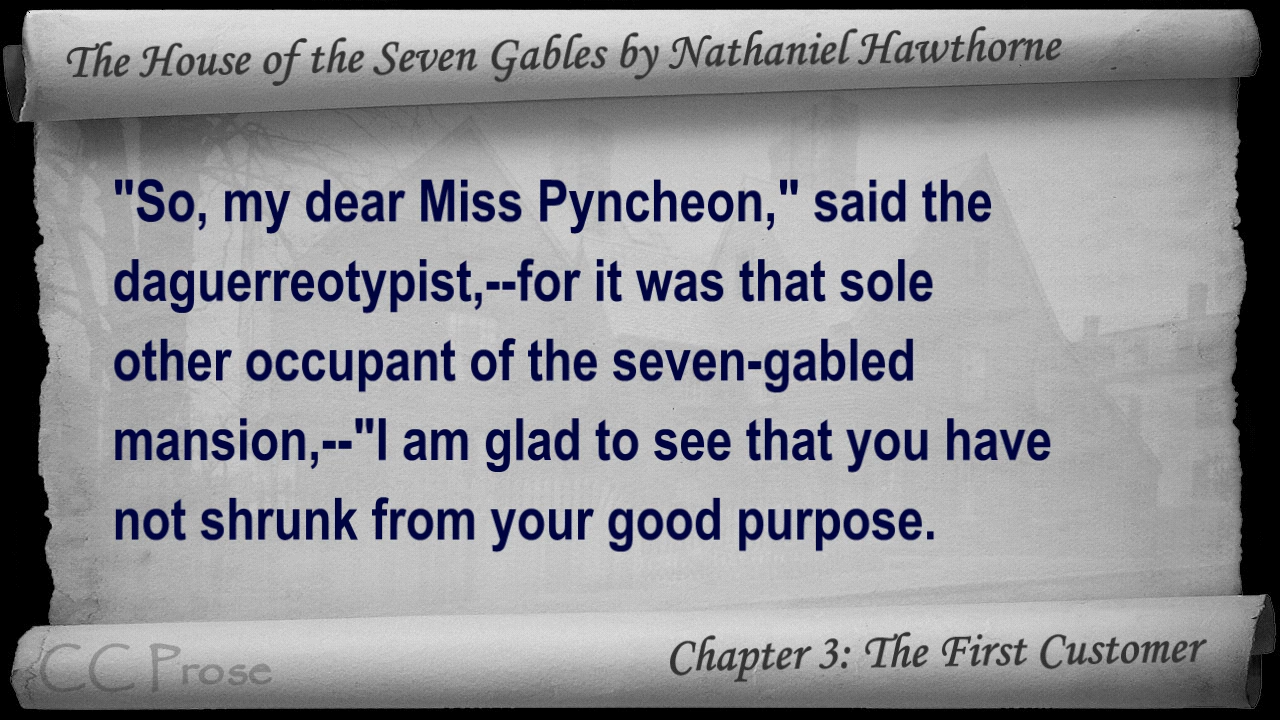 The House of the Seven Gables by Nathaniel Hawthorne
"So, my dear Miss Pyncheon," said the
daguerreotypist,--for it was that sole
other occupant of the seven-gabled
mansion,--"I am glad to see that you have
not shrunk from your good purpose.
CC Prose
Chapter 3: The First Customer